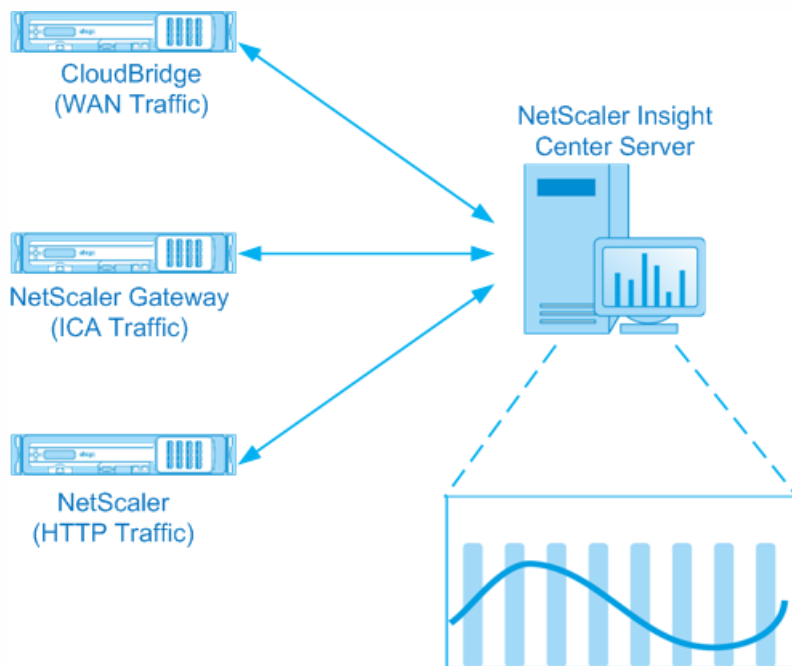 CloudBridge
(WAN Traffic)
NetScaler Insight
Center Server
NetScaler Gateway
(ICA Traffic)
NetScaler
(HTTP Traffic)